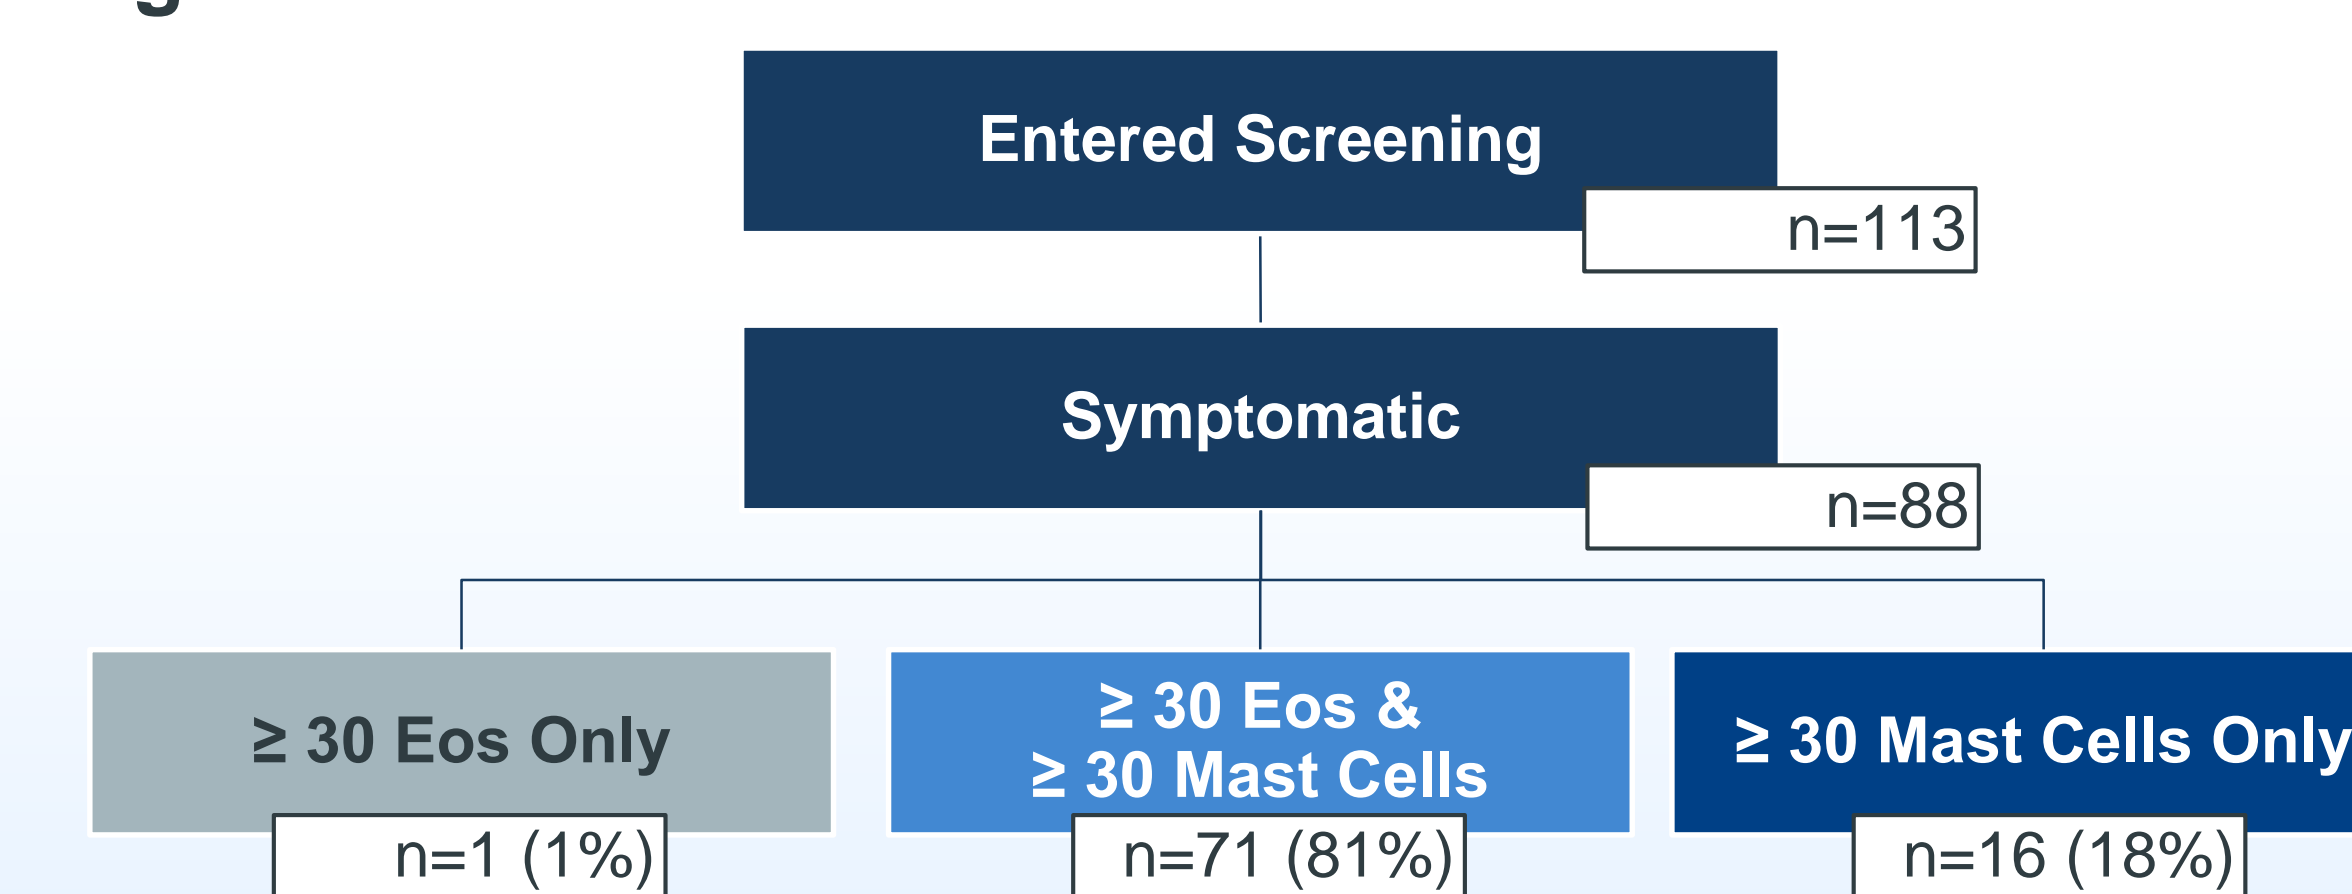 Entered Screening
n=113
Symptomatic
n=88
≥ 30 Eos Only
n=1 (1%)
≥ 30 Eos &
≥ 30 Mast Cells
n=71 (81%)
≥ 30 Mast Cells Only
n=16 (18%)